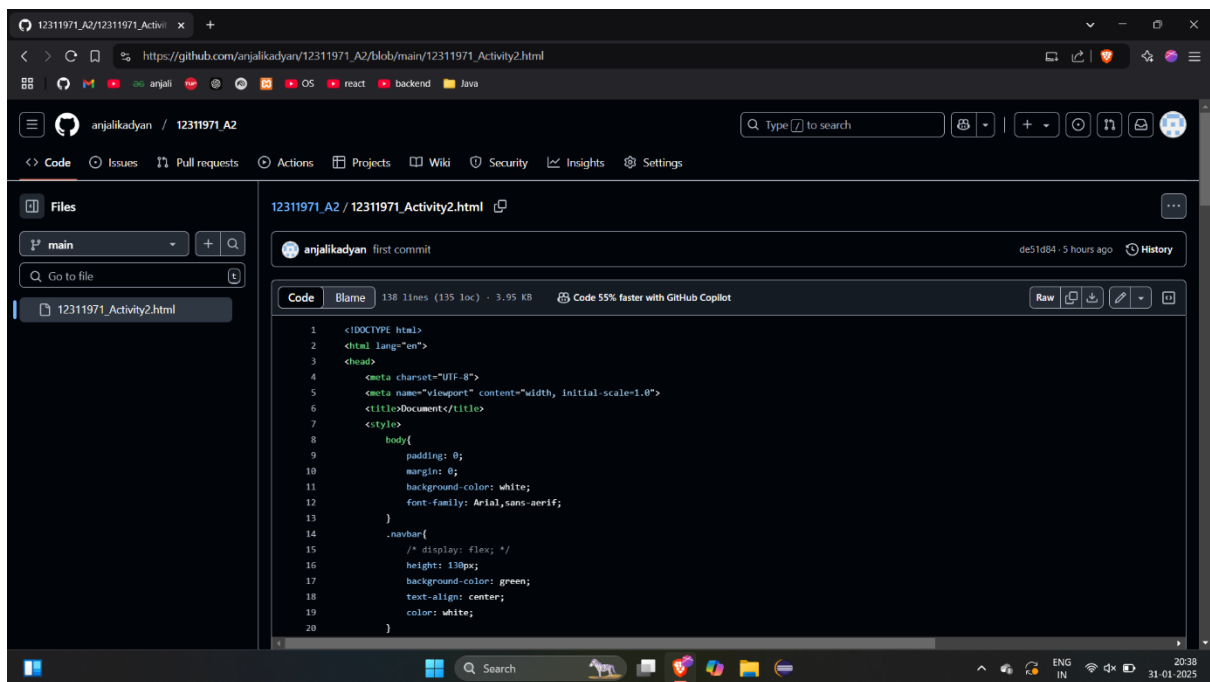 12311971_A2/12311971_Activit
https://github.com/anjalikadyan/12311971_A2/blob/main/12311971_Activity2.html
anjali
OS
react
backend
Java
anjalikadyan / 12311971_A2
Type / to search
Code
Issues
Pull requests
Actions
Projects
Wiki
Security
Insights
Settings
Files
main
Go to file
t
12311971_Activity2.html
12311971_A2 / 12311971_Activity2.html
anjalikadyan first commit
de51d84 · 5 hours ago
History
Code
Blame
138 lines (135 loc) · 3.95 KB
Code 55% faster with GitHub Copilot
Raw
1 <!DOCTYPE html>
2 <html lang="en">
3 <head>
4 <meta charset="UTF-8">
5 <meta name="viewport" content="width, initial-scale=1.0">
6 <title>Document</title>
7 <style>
8 body{
9 padding: 0;
10 margin: 0;
11 background-color: white;
12 font-family: Arial,sans-aerif;
13 }
14 .navbar{
15 /* display: flex; */
16 height: 130px;
17 background-color: green;
18 text-align: center;
19 color: white;
20 }
Search
ENG
IN
20:38
31-01-2025